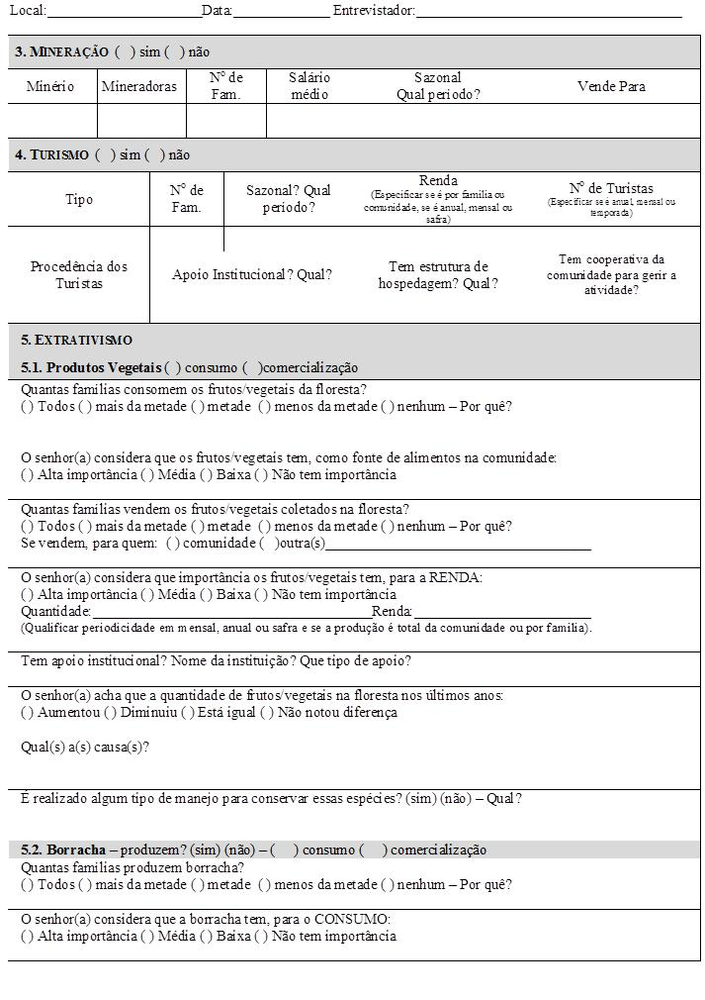 Local:______________________Data:______________ Entrevistador:______________________________________
3. MINERAÇÃO ( ) sim ( ) não
Minério Mineradoras Nº de Fam. Salário médio Sazonal Qual periodo? Vende Para
4. TURISMO ( ) sim ( ) não
Tipo Nº de Fam. Sazonal? Qual periodo? Renda (Especificar se é por familia ou comunidade, se é anual, mensal ou safra) Nº de Turistas (Especificar se é anual, mensal ou temporada)
Procedência dos Turistas Apoio Institucional? Qual? Tem estrutura de hospedagem? Qual? Tem cooperativa da comunidade para gerir a atividade?
5. EXTRATIVISMO
5.1. Produtos Vegetais ( ) consumo ( )comercialização
Quantas familias consomem os frutos/vegetais da floresta?
( ) Todos ( ) mais da metade ( ) metade ( ) menos da metade ( ) nenhum – Por quê?
O senhor(a) considera que os frutos/vegetais tem, como fonte de alimentos na comunidade:
( ) Alta importância ( ) Média ( ) Baixa ( ) Não tem importância
Quantas familias vendem os frutos/vegetais coletados na floresta?
( ) Todos ( ) mais da metade ( ) metade ( ) menos da metade ( ) nenhum – Por quê?
Se vendem, para quem: ( ) comunidade ( )outra(s)______________________________________
O senhor(a) considera que importância os frutos/vegetais tem, para a RENDA:
( ) Alta importância ( ) Média ( ) Baixa ( ) Não tem importância
Quantidade:________________________________________Renda:__________________________
(Qualificar periodicidade em mensal, anual ou safra e se a produção é total da comunidade ou por familia).
Tem apoio institucional? Nome da instituição? Que tipo de apoio?
O senhor(a) acha que a quantidade de frutos/vegetais na floresta nos últimos anos:
( ) Aumentou ( ) Diminuiu ( ) Está igual ( ) Não notou diferença
Qual(s) a(s) causa(s)?
É realizado algum tipo de manejo para conservar essas espécies? (sim) (não) – Qual?
5.2. Borracha – produzem? (sim) (não) – ( ) consumo ( ) comercialização
Quantas familias produzem borracha?
( ) Todos ( ) mais da metade ( ) metade ( ) menos da metade ( ) nenhum – Por quê?
O senhor(a) considera que a borracha tem, para o CONSUMO:
( ) Alta importância ( ) Média ( ) Baixa ( ) Não tem importância